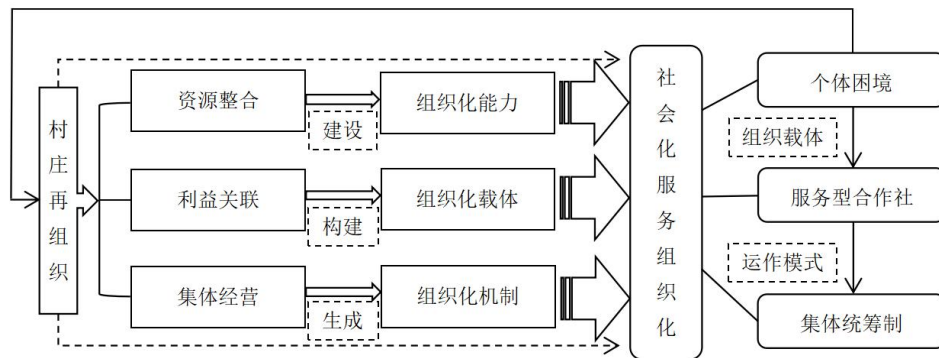 村庄再组织
资源整合
建设
组织化能力
利益关联
构建
组织化载体
集体经营
生成
组织化机制
社会化服务组织化
个体困境
组织载体
服务型合作社
运作模式
集体统筹制